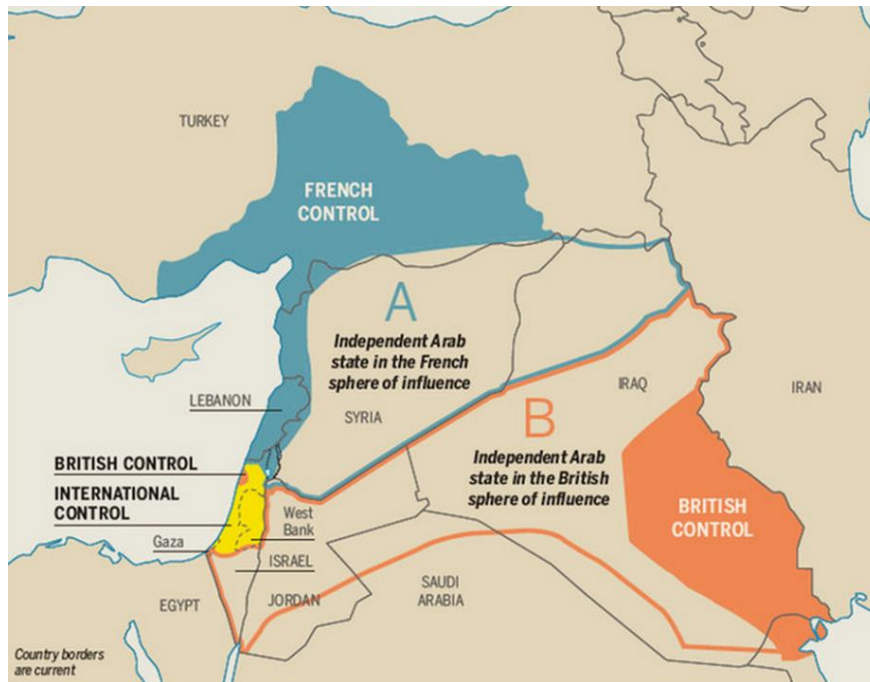 TURKEY
FRENCH
CONTROL
A
Independent Arab
state in the French
sphere of influence
LEBANON
SYRIA
IRAQ
IRAN
B
Independent Arab
state in the British
sphere of influence
BRITISH CONTROL
INTERNATIONAL
CONTROL
BRITISH
CONTROL
West
Bank
Gaza
ISRAEL
EGYPT
JORDAN
SAUDI
ARABIA
Country borders
are current